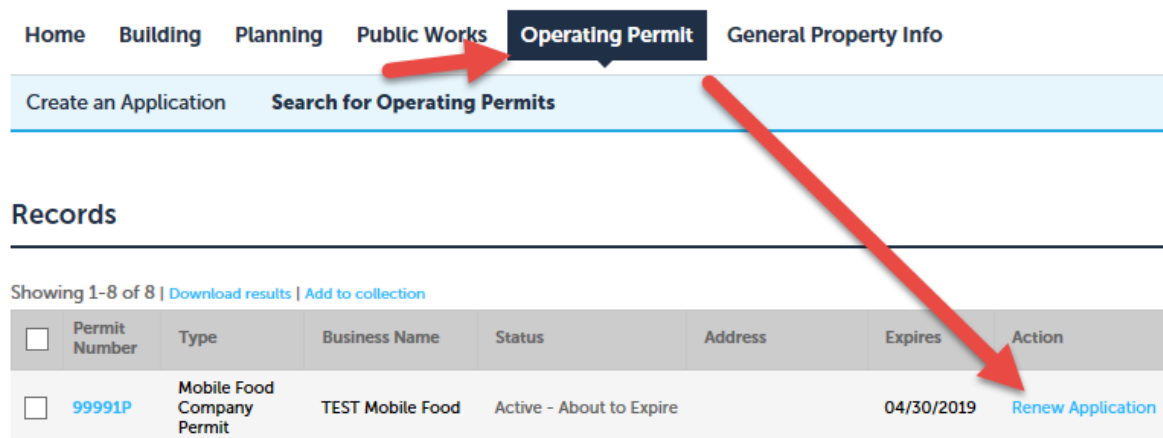 Home Building Planning Public Works Operating Permit General Property Info
Create an Application Search for Operating Permits
Records
Showing 1-8 of 8 | Download results | Add to collection
Permit Number Type Business Name Status Address Expires Action
99991P Mobile Food Company Permit TEST Mobile Food Active - About to Expire 04/30/2019 Renew Application